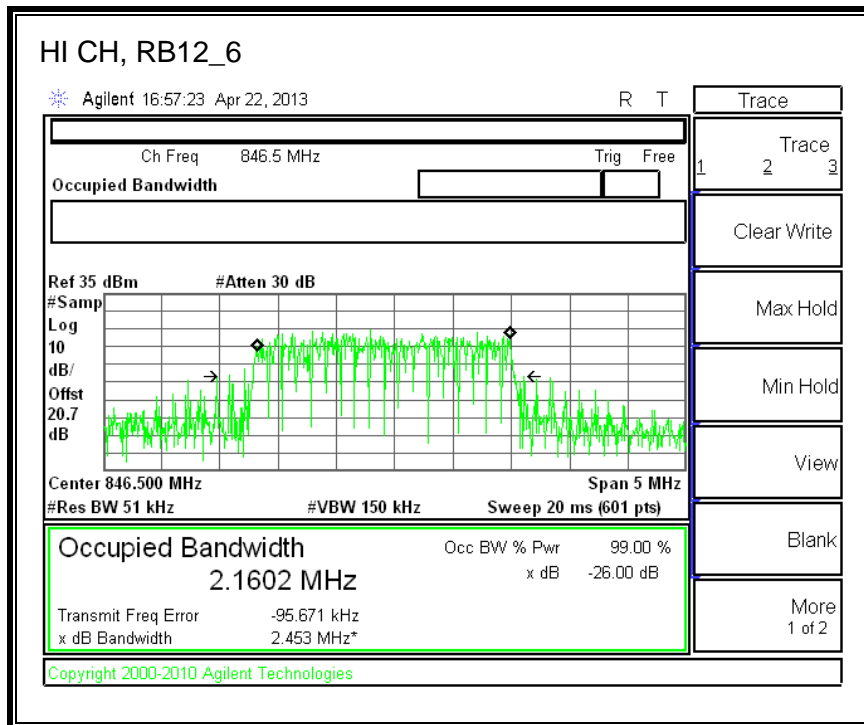 HI CH, RB12_6
Agilent 16:57:23 Apr 22, 2013 R T
Trace
Ch Freq 846.5 MHz Trig Free
Occupied Bandwidth
Trace
1 2 3
Clear Write
Max Hold
Min Hold
View
Blank
More
1 of 2
Ref 35 dBm #Atten 30 dB
#Samp
Log
10
dB/
Offst
20.7
dB
Center 846.500 MHz Span 5 MHz
#Res BW 51 kHz #VBW 150 kHz Sweep 20 ms (601 pts)
Occupied Bandwidth Occ BW % Pwr 99.00 %
2.1602 MHz x dB -26.00 dB
Transmit Freq Error -95.671 kHz
x dB Bandwidth 2.453 MHz*
Copyright 2000-2010 Agilent Technologies